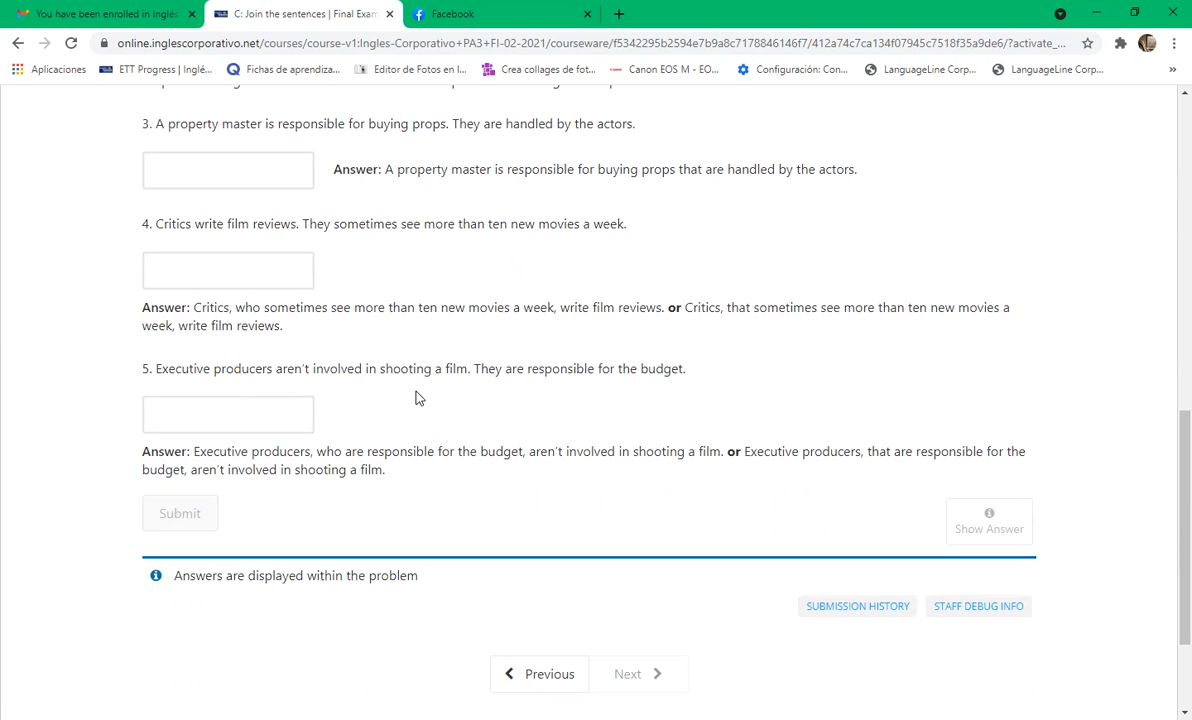 You have been enrolled in Inglés
C: Join the sentences | Final Exam
Facebook
online.inglescorporativo.net/courses/course-v1:Ingles-Corporativo+PA3+FI-02-2021/courseware/f5342295b2594e7b9a8c7178846146f7/412a74c7ca134f07945c7518f35a9de6/?activate_...
Aplicaciones
ETT Progress | Inglé...
Fichas de aprendiza...
Editor de Fotos en l...
Crea collages de fot...
Canon EOS M - EO...
Configuración: Con...
LanguageLine Corp...
LanguageLine Corp...
»
3. A property master is responsible for buying props. They are handled by the actors.
Answer: A property master is responsible for buying props that are handled by the actors.
4. Critics write film reviews. They sometimes see more than ten new movies a week.
Answer: Critics, who sometimes see more than ten new movies a week, write film reviews. or Critics, that sometimes see more than ten new movies a
week, write film reviews.
5. Executive producers aren't involved in shooting a film. They are responsible for the budget.
Answer: Executive producers, who are responsible for the budget, aren't involved in shooting a film. or Executive producers, that are responsible for the
budget, aren't involved in shooting a film.
Submit
Show Answer
Answers are displayed within the problem
SUBMISSION HISTORY
STAFF DEBUG INFO
Previous
Next